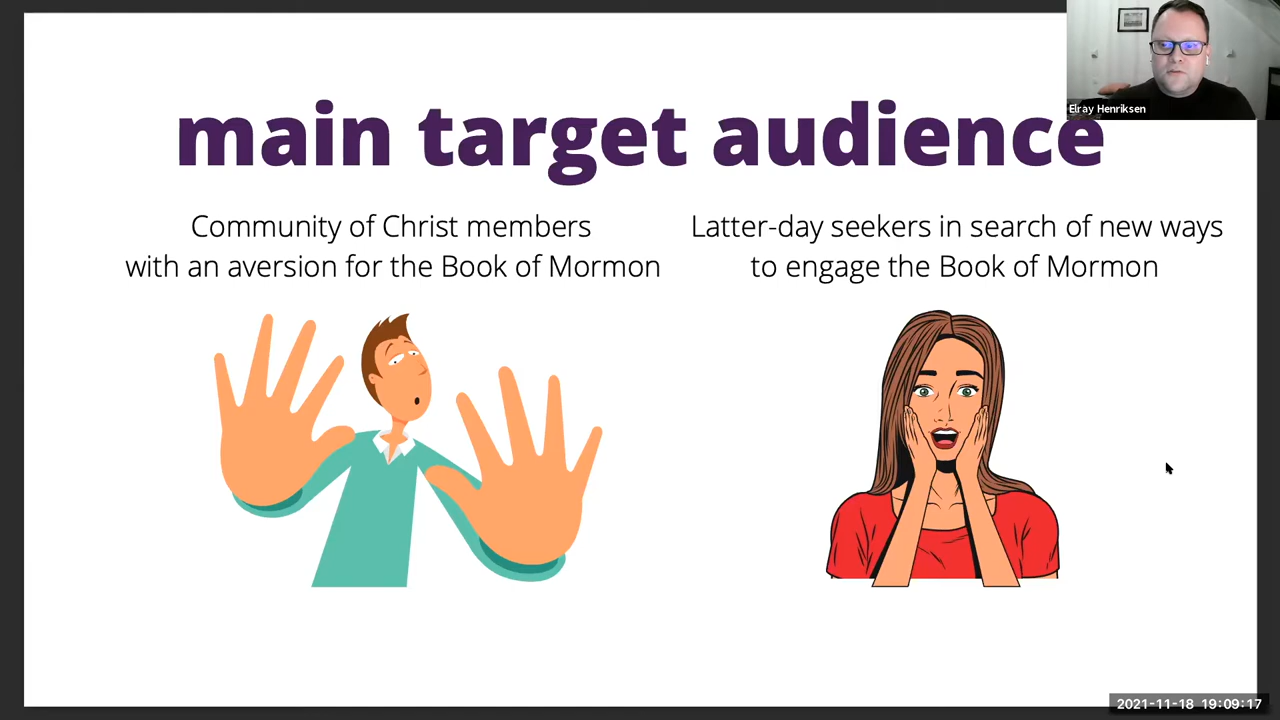 main target audience
Elray Henriksen
Community of Christ members
with an aversion for the Book of Mormon
Latter-day seekers in search of new ways
to engage the Book of Mormon
2021-11-18 19:09:17